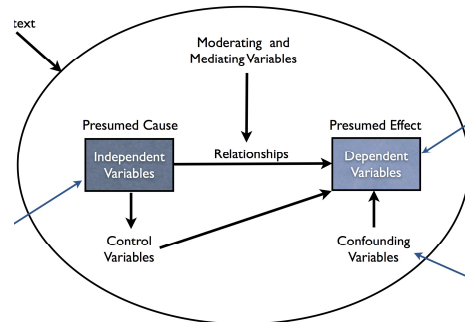 text
Moderating and
Mediating Variables
Presumed Cause
Presumed Effect
Independent
Variables
Relationships
Dependent
Variables
Control
Variables
Confounding
Variables